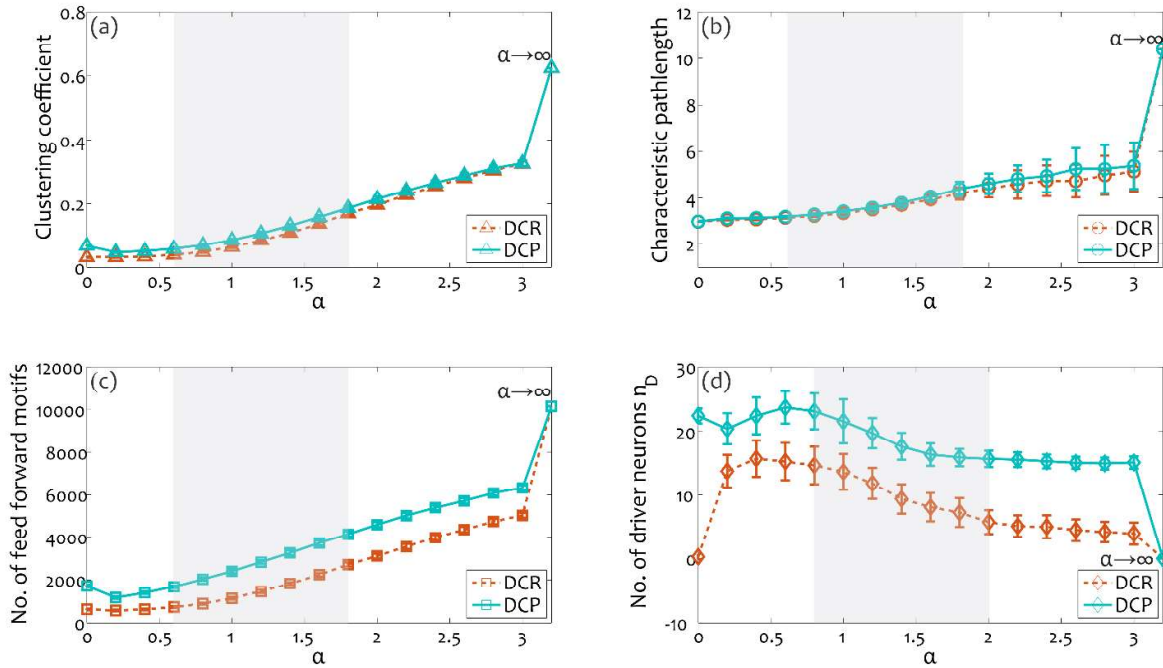 (a)
Clustering coefficient
0.8
0.6
0.4
0.2
0
0
0.5
1
1.5
2
2.5
3
α
α→∞
DCR
DCP
(b)
Characteristic pathlength
12
10
8
6
4
2
0
0.5
1
1.5
2
2.5
3
α
α→∞
DCR
DCP
(c)
No. of feed forward motifs
12000
10000
8000
6000
4000
2000
0
0
0.5
1
1.5
2
2.5
3
α
α→∞
DCR
DCP
(d)
No. of driver neurons n_D
30
20
10
0
-10
0
0.5
1
1.5
2
2.5
3
α
α→∞
DCR
DCP